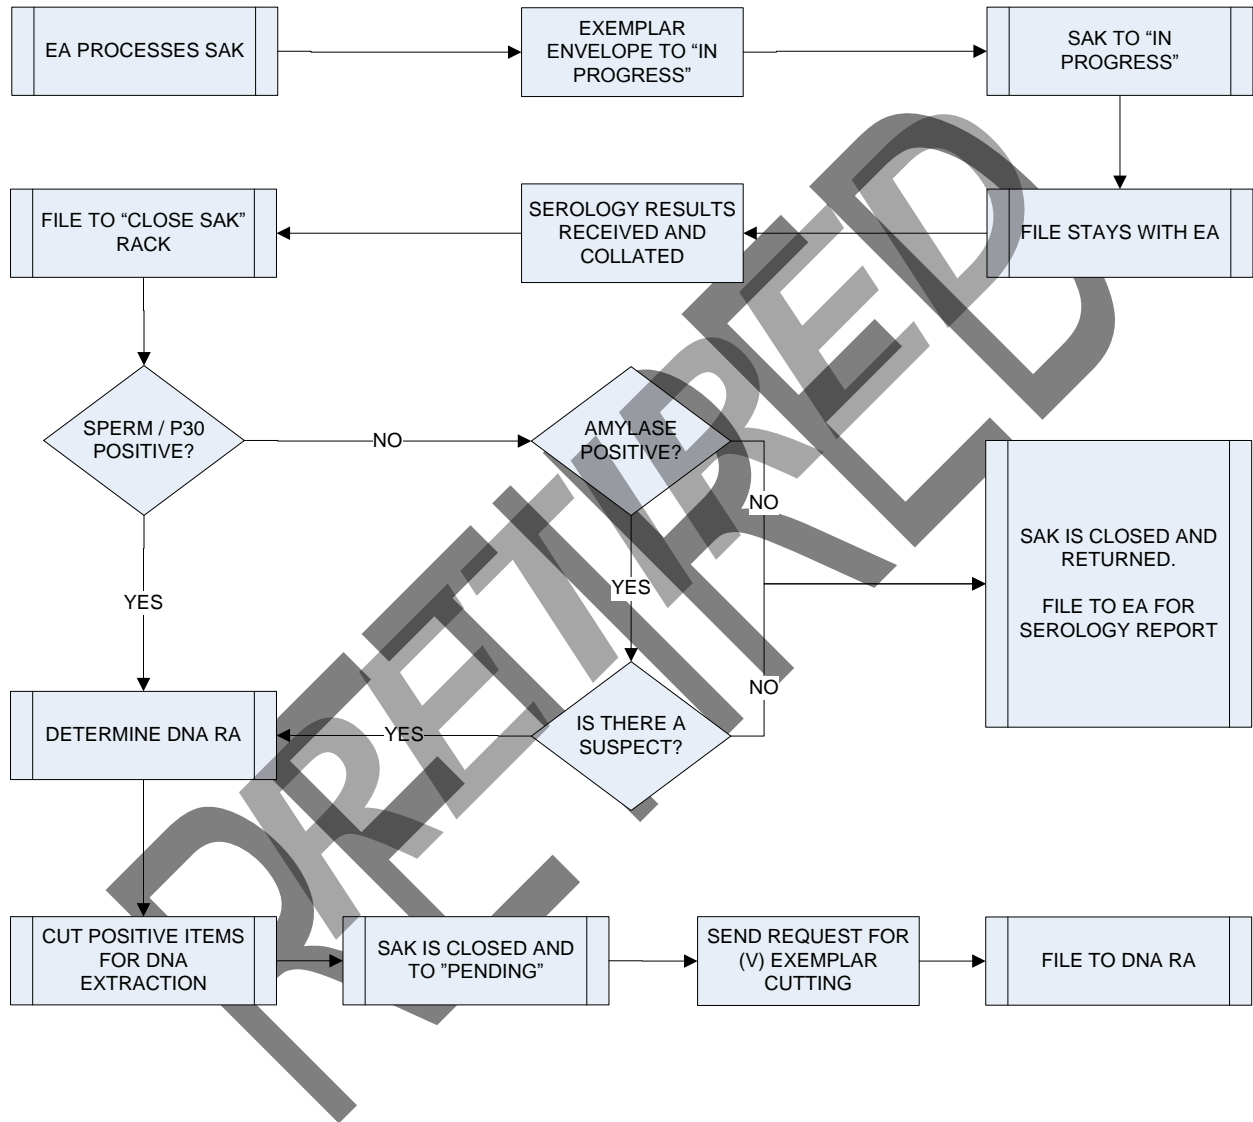 EA PROCESSES SAK
EXEMPLAR
ENVELOPE TO “IN
PROGRESS”
SAK TO “IN
PROGRESS”
FILE TO “CLOSE SAK”
RACK
SEROLOGY RESULTS
RECEIVED AND
COLLATED
FILE STAYS WITH EA
SPERM / P30
POSITIVE?
NO
AMYLASE
POSITIVE?
NO
YES
YES
SAK IS CLOSED AND
RETURNED.
FILE TO EA FOR
SEROLOGY REPORT
NO
DETERMINE DNA RA
YES
IS THERE A
SUSPECT?
CUT POSITIVE ITEMS
FOR DNA
EXTRACTION
SAK IS CLOSED AND
TO ”PENDING”
SEND REQUEST FOR
(V) EXEMPLAR
CUTTING
FILE TO DNA RA
RETIRED
RETIRED